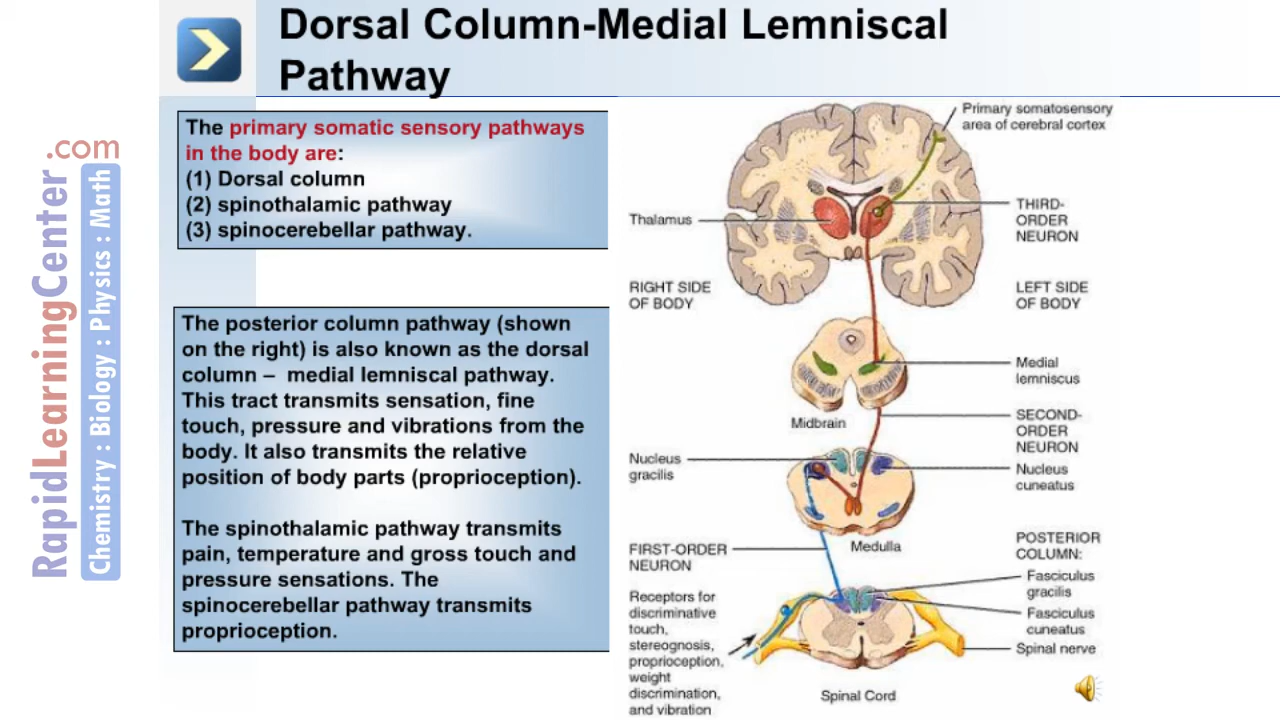 Dorsal Column-Medial Lemniscal
Pathway
RapidLearningCenter.com
Chemistry : Biology : Physics : Math
The primary somatic sensory pathways
in the body are:
(1) Dorsal column
(2) spinothalamic pathway
(3) spinocerebellar pathway.
The posterior column pathway (shown
on the right) is also known as the dorsal
column – medial lemniscal pathway.
This tract transmits sensation, fine
touch, pressure and vibrations from the
body. It also transmits the relative
position of body parts (proprioception).
The spinothalamic pathway transmits
pain, temperature and gross touch and
pressure sensations. The
spinocerebellar pathway transmits
proprioception.
Primary somatosensory
area of cerebral cortex
Thalamus
THIRD-
ORDER
NEURON
RIGHT SIDE
OF BODY
LEFT SIDE
OF BODY
Medial
lemniscus
Midbrain
SECOND-
ORDER
NEURON
Nucleus
gracilis
Nucleus
cuneatus
Medulla
FIRST-ORDER
NEURON
POSTERIOR
COLUMN:
Fasciculus
gracilis
Fasciculus
cuneatus
Spinal nerve
Receptors for
discriminative
touch,
stereognosis,
proprioception,
weight
discrimination,
and vibration
Spinal Cord